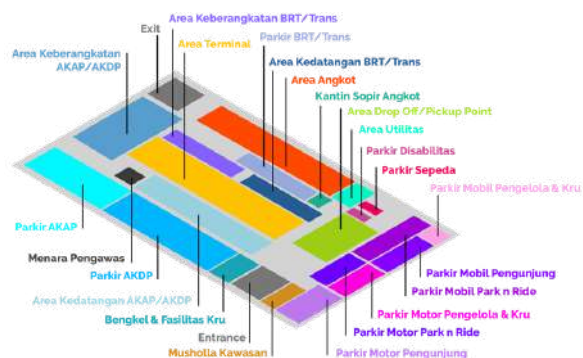 Exit
Area Keberangkatan BRT/Trans
Area Terminal
Parkir BRT/Trans
Area Keberangkatan
AKAP/AKDP
Area Kedatangan BRT/Trans
Area Angkot
Kantin Sopir Angkot
Area Drop Off/Pickup Point
Area Utilitas
Parkir Disabilitas
Parkir Sepeda
Parkir Mobil Pengelola & Kru
Parkir AKAP
Menara Pengawas
Parkir AKDP
Area Kedatangan AKAP/AKDP
Bengkel & Fasilitas Kru
Entrance
Musholla Kawasan
Parkir Mobil Pengunjung
Parkir Mobil Park n Ride
Parkir Motor Pengelola & Kru
Parkir Motor Park n Ride
Parkir Motor Pengunjung